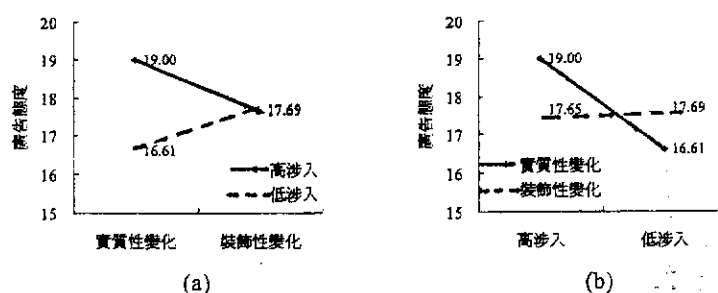 20
19
18
17
16
15
廣告態度
19.00
17.69
16.61
高涉入
低涉入
實質性變化 裝飾性變化
(a)
20
19
18
17
16
15
廣告態度
19.00
17.65
17.69
16.61
實質性變化
裝飾性變化
高涉入 低涉入
(b)